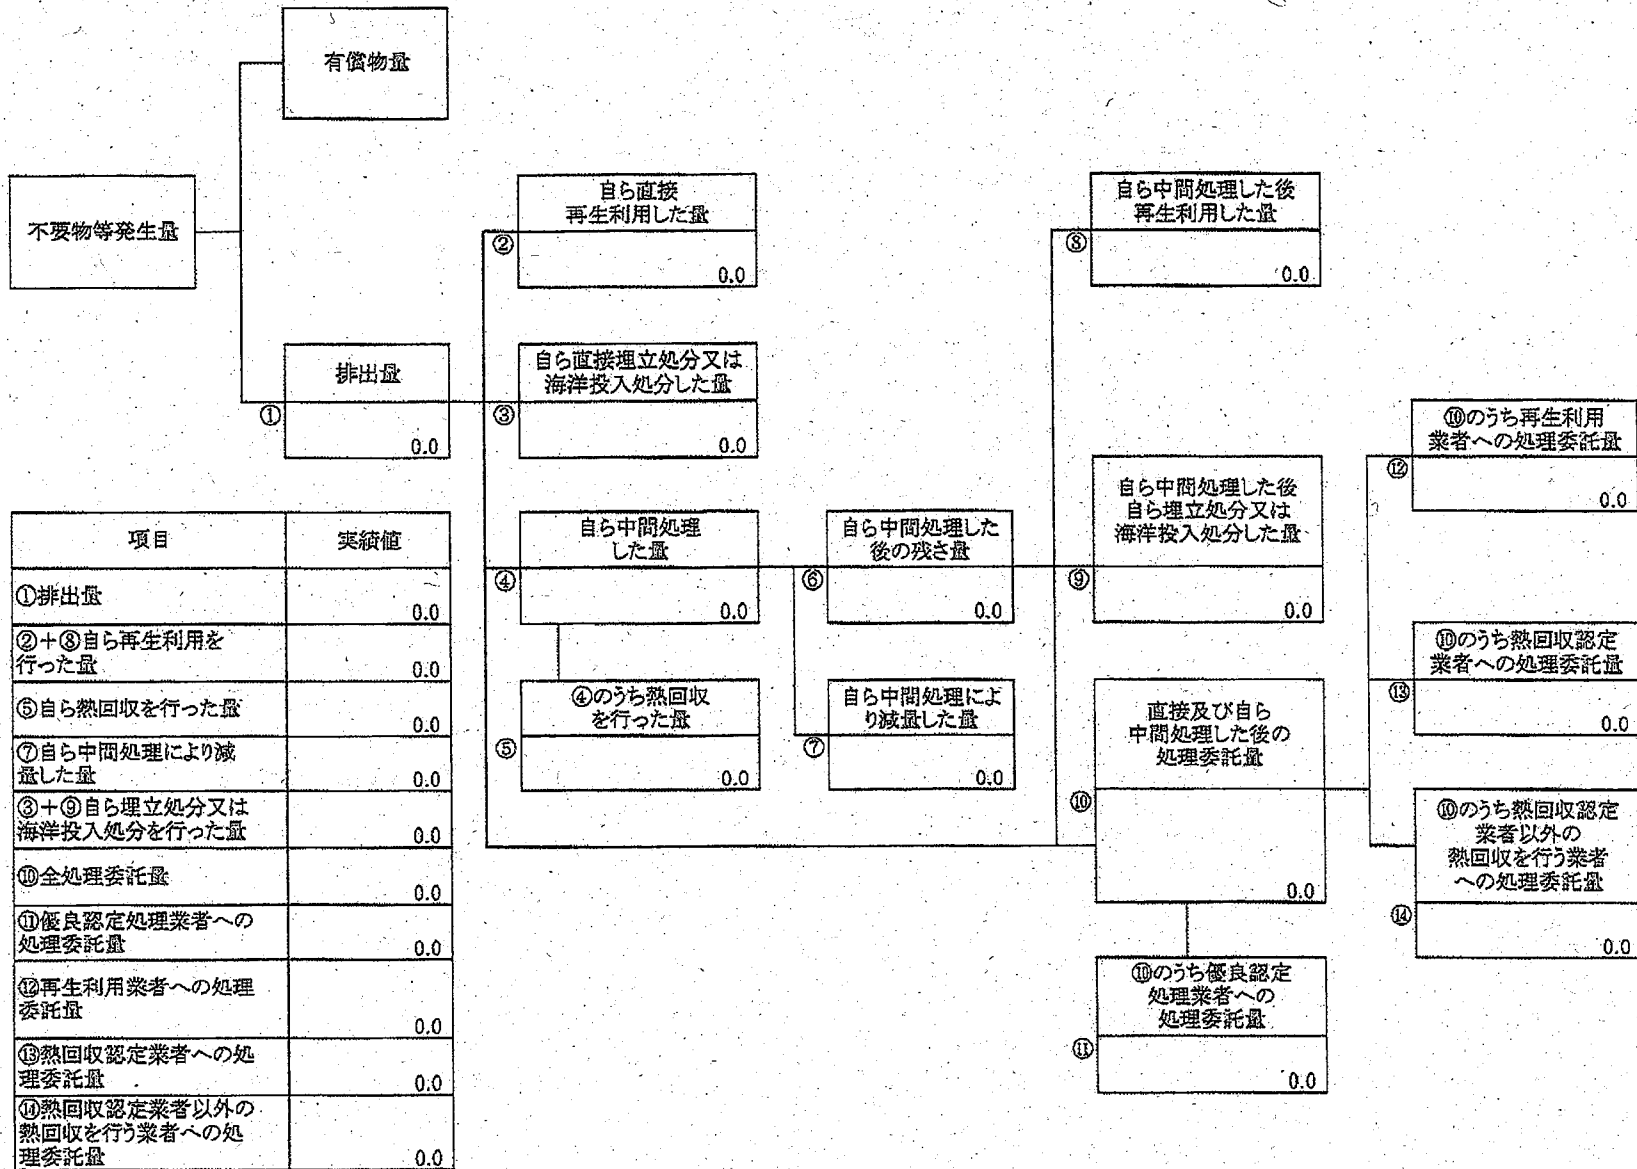 有償物量
不要物等発生量
排出量
①
0.0
自ら直接
再生利用した量
②
0.0
自ら直接埋立処分又は
海洋投入処分した量
③
0.0
自ら中間処理
した量
④
0.0
④のうち熱回収
を行った量
⑤
0.0
自ら中間処理した
後の残さ量
⑥
0.0
自ら中間処理によ
り減量した量
⑦
0.0
自ら中間処理した後
再生利用した量
⑧
0.0
自ら中間処理した後
自ら埋立処分又は
海洋投入処分した量
⑨
0.0
直接及び自ら
中間処理した後の
処理委託量
⑩
0.0
⑩のうち優良認定
処理業者への
処理委託量
⑪
0.0
⑩のうち再生利用
業者への処理委託量
⑫
0.0
⑩のうち熱回収認定
業者への処理委託量
⑬
0.0
⑩のうち熱回収認定
業者以外の
熱回収を行う業者
への処理委託量
⑭
0.0
項目 実績値
①排出量
0.0
②+⑧自ら再生利用を
行った量
0.0
⑤自ら熱回収を行った量
0.0
⑦自ら中間処理により減
量した量
0.0
③+⑨自ら埋立処分又は
海洋投入処分を行った量
0.0
⑩全処理委託量
0.0
⑪優良認定処理業者への
処理委託量
0.0
⑫再生利用業者への処理
委託量
0.0
⑬熱回収認定業者への処
理委託量
0.0
⑭熱回収認定業者以外の
熱回収を行う業者への処
理委託量
0.0